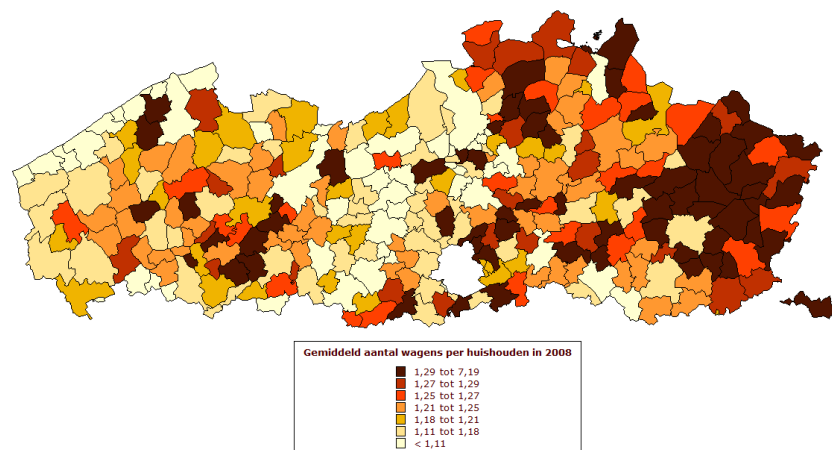 Gemiddeld aantal wagens per huishouden in 2008
1,29 tot 7,19
1,27 tot 1,29
1,25 tot 1,27
1,21 tot 1,25
1,18 tot 1,21
1,11 tot 1,18
< 1,11